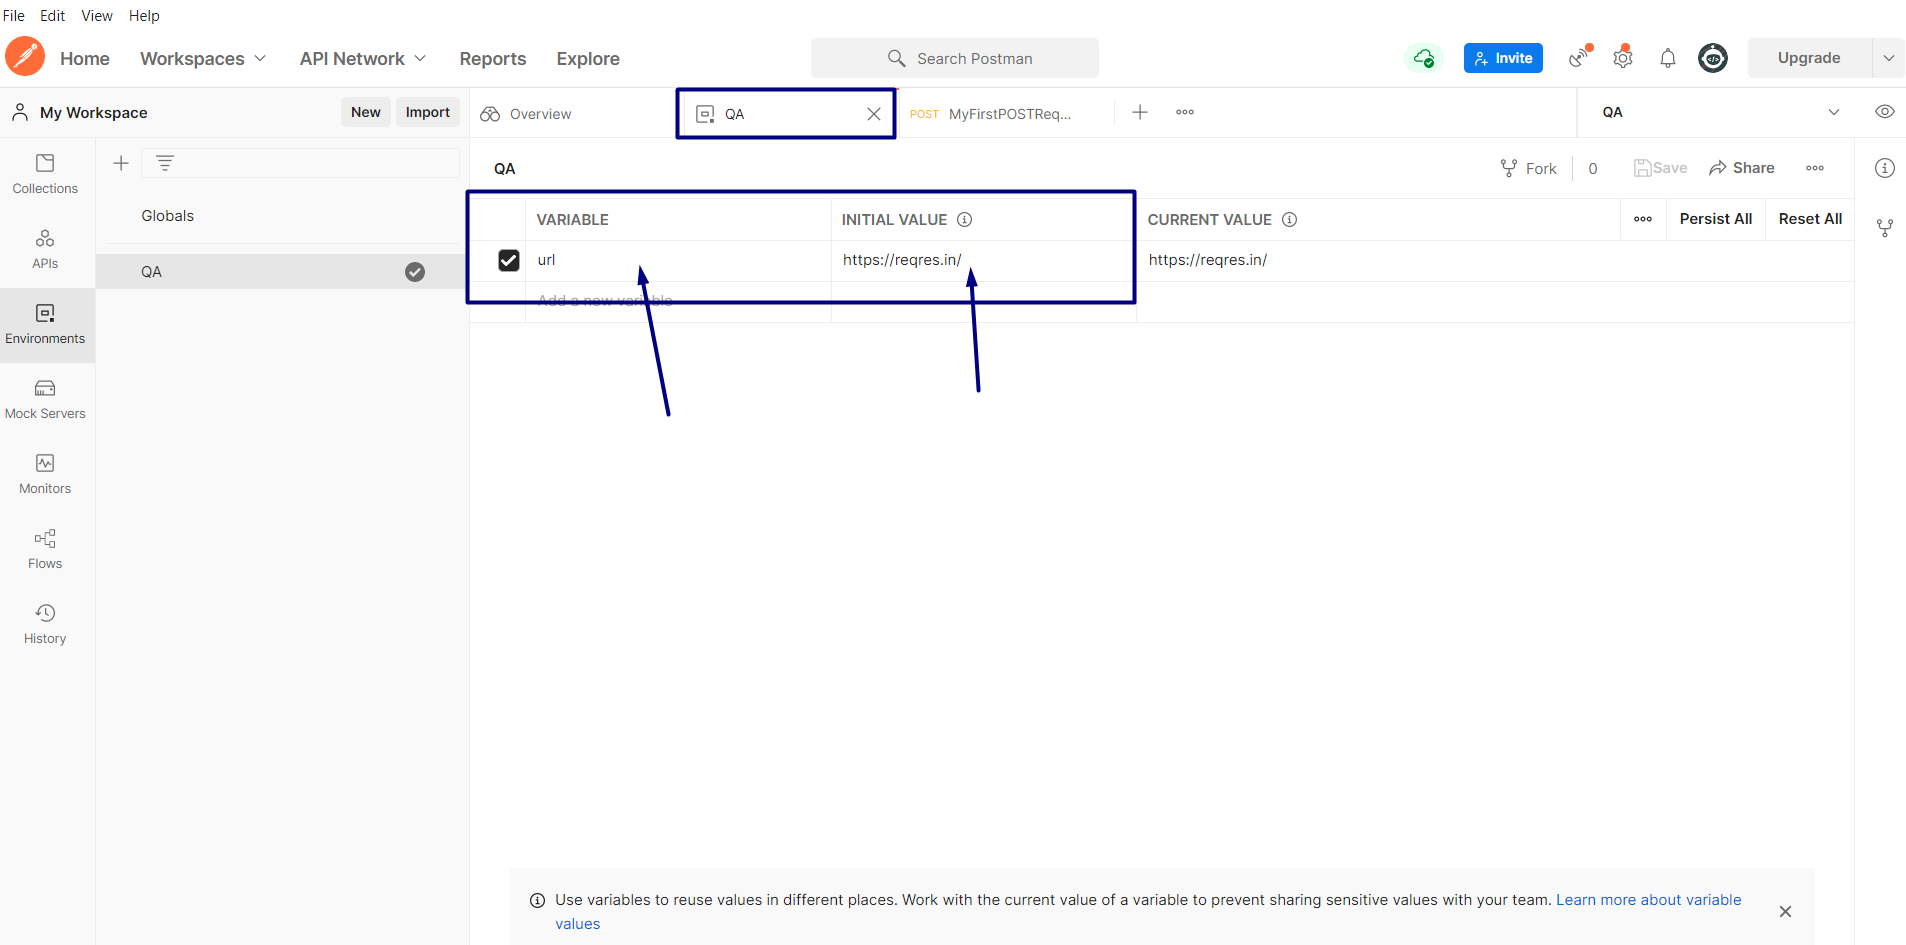 File Edit View Help
Home Workspaces API Network Reports Explore Search Postman Invite Upgrade
My Workspace New Import Overview QA POST MyFirstPOSTReq... QA
Collections
Globals
APIs
QA
Environments
Mock Servers
Monitors
Flows
History
QA Fork 0 Save Share
VARIABLE INITIAL VALUE CURRENT VALUE Persist All Reset All
url https://reqres.in/ https://reqres.in/
Add a new variable
Use variables to reuse values in different places. Work with the current value of a variable to prevent sharing sensitive values with your team. Learn more about variable
values